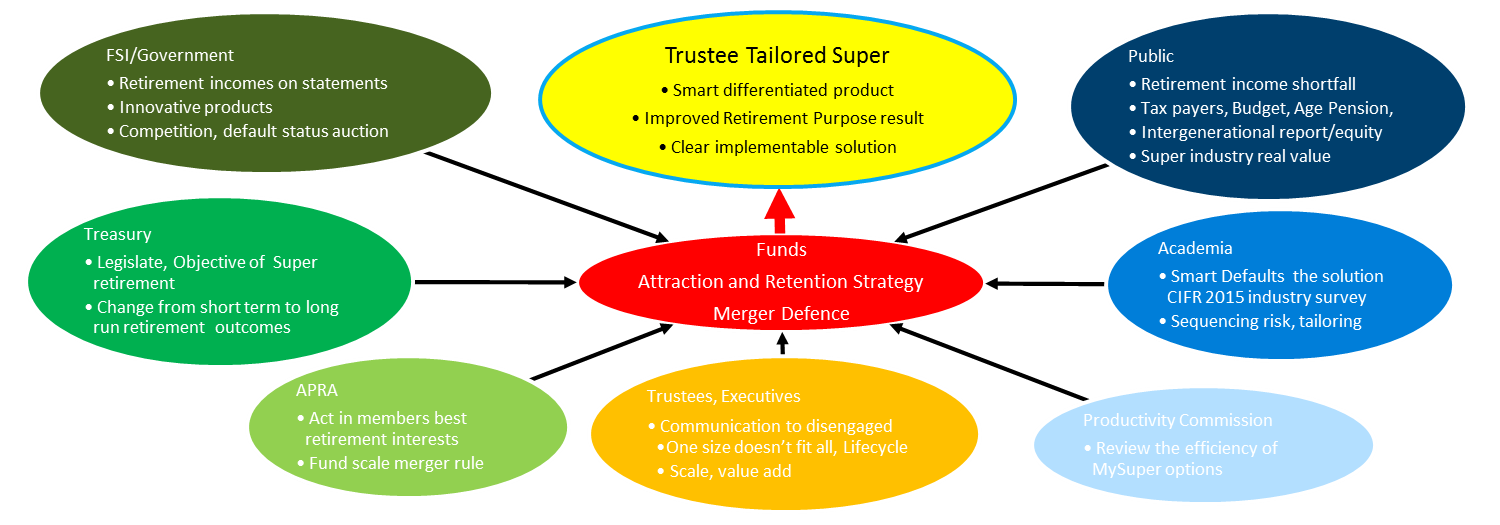 FSI/Government
• Retirement incomes on statements
• Innovative products
• Competition, default status auction
Trustee Tailored Super
• Smart differentiated product
• Improved Retirement Purpose result
• Clear implementable solution
Public
• Retirement income shortfall
• Tax payers, Budget, Age Pension,
• Intergenerational report/equity
• Super industry real value
Treasury
• Legislate, Objective of Super
retirement
• Change from short term to long
run retirement outcomes
Funds
Attraction and Retention Strategy
Merger Defence
Academia
• Smart Defaults the solution
CIFR 2015 industry survey
• Sequencing risk, tailoring
APRA
• Act in members best
retirement interests
• Fund scale merger rule
Trustees, Executives
• Communication to disengaged
•One size doesn't fit all, Lifecycle
• Scale, value add
Productivity Commission
• Review the efficiency of
MySuper options